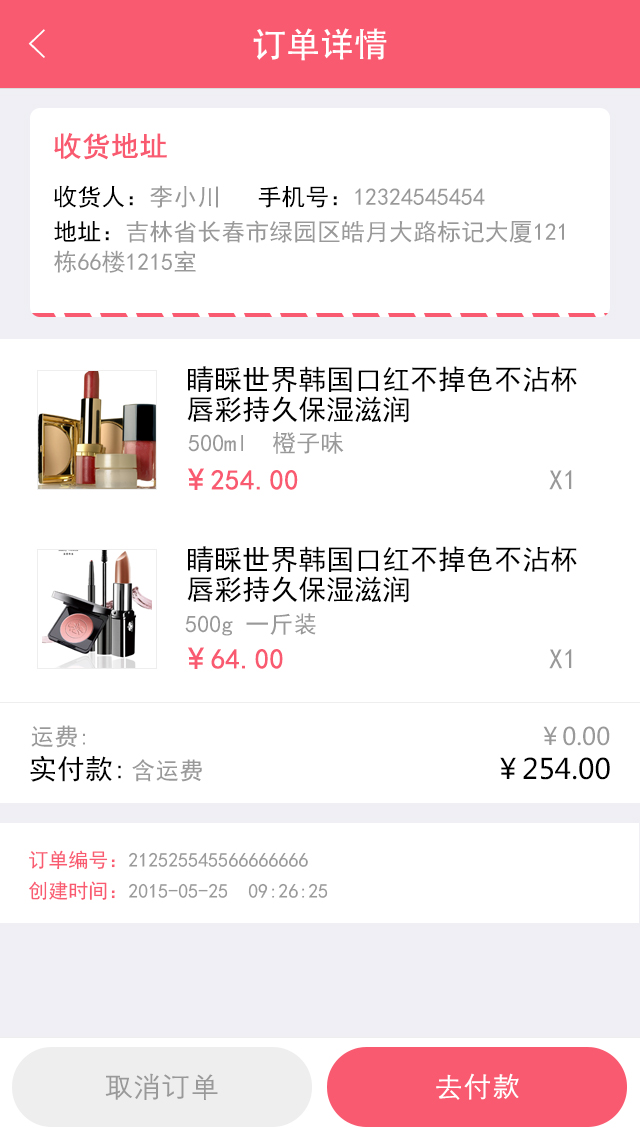 订单详情
收货地址
收货人：李小川 手机号：12324545454
地址：吉林省长春市绿园区皓月大路标记大厦121
栋66楼1215室
睛睬世界韩国口红不掉色不沾杯
唇彩持久保湿滋润
500ml 橙子味
￥254.00 X1
睛睬世界韩国口红不掉色不沾杯
唇彩持久保湿滋润
500g 一斤装
￥64.00 X1
运费: ￥0.00
实付款: 含运费 ￥254.00
订单编号：212525545566666666
创建时间：2015-05-25 09:26:25
取消订单 去付款